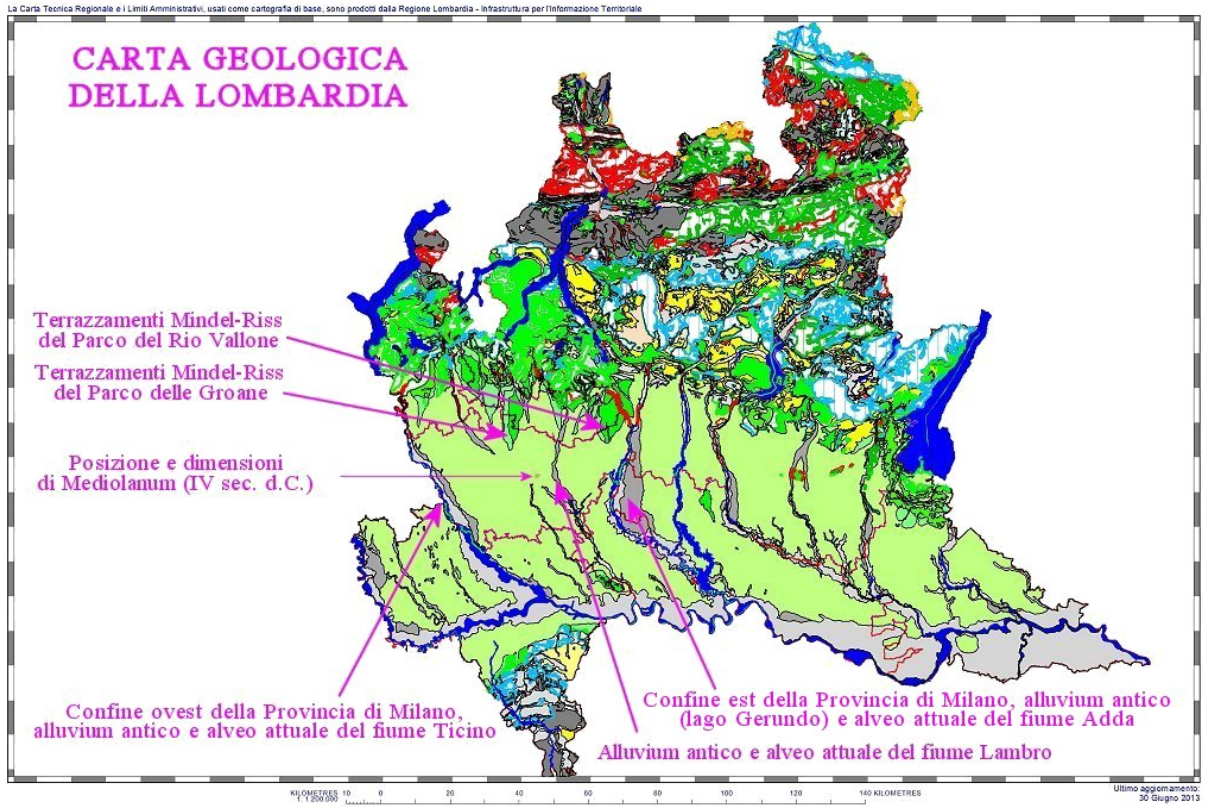 La Carta Tecnica Regionale e i Limiti Amministrativi, usati come cartografia di base, sono prodotti dalla Regione Lombardia - Infrastruttura per l'Informazione Territoriale
CARTA GEOLOGICA
DELLA LOMBARDIA
Terrazzamenti Mindel-Riss
del Parco del Rio Vallone
Terrazzamenti Mindel-Riss
del Parco delle Groane
Posizione e dimensioni
di Mediolanum (IV sec. d.C.)
Confine ovest della Provincia di Milano,
alluvium antico e alveo attuale del fiume Ticino
Confine est della Provincia di Milano, alluvium antico
(lago Gerundo) e alveo attuale del fiume Adda
Alluvium antico e alveo attuale del fiume Lambro
KILOMETRES 10 0 20 40 60 80 100 120 140 KILOMETRES
1: 1.200.000
Ultimo aggiornamento:
30 Giugno 2013